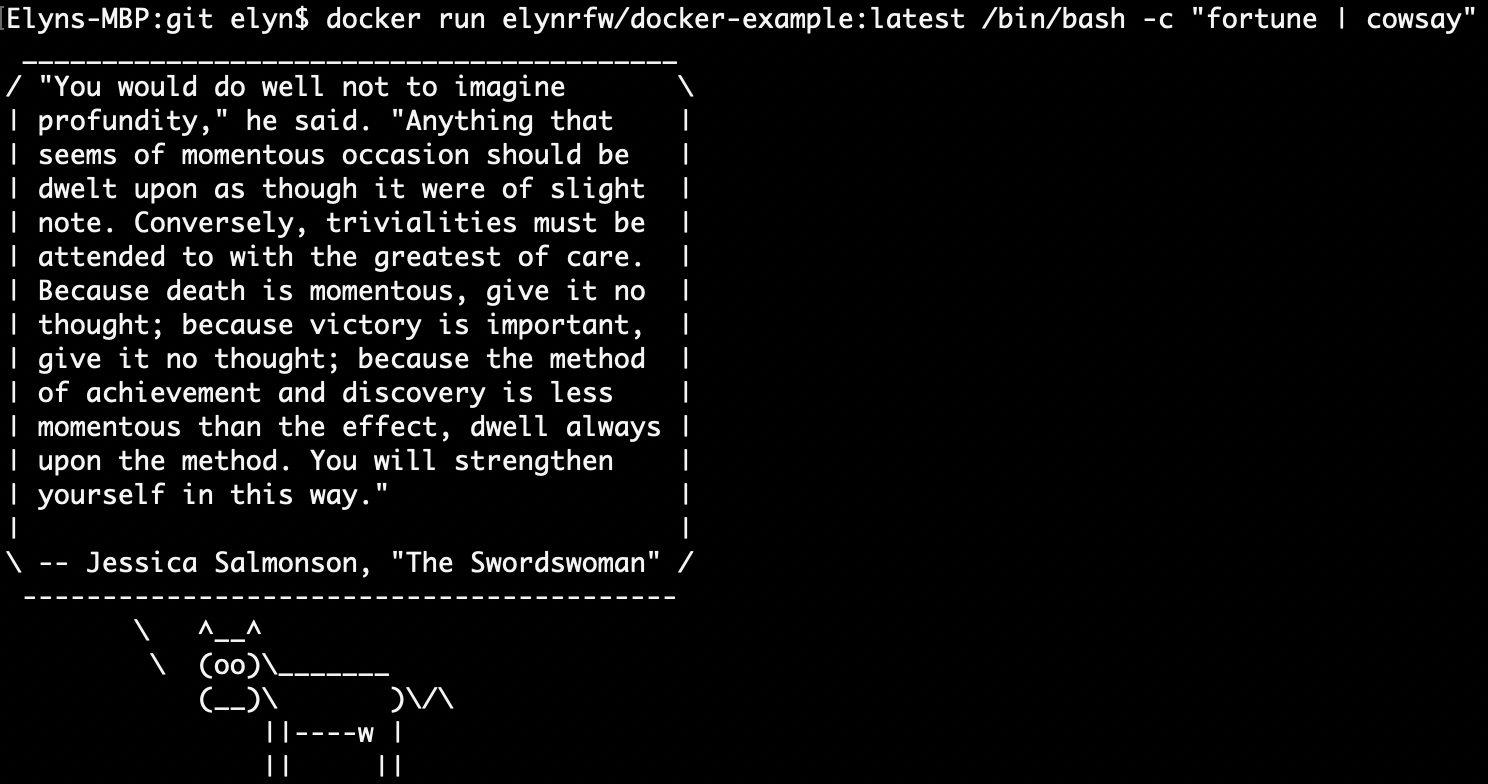 Elyns-MBP:git elyn$ docker run elynrfw/docker-example:latest /bin/bash -c "fortune | cowsay"
 _________________________________________
/ "You would do well not to imagine       \
| profundity," he said. "Anything that    |
| seems of momentous occasion should be   |
| dwelt upon as though it were of slight  |
| note. Conversely, trivialities must be  |
| attended to with the greatest of care.  |
| Because death is momentous, give it no  |
| thought; because victory is important,  |
| give it no thought; because the method  |
| of achievement and discovery is less    |
| momentous than the effect, dwell always |
| upon the method. You will strengthen    |
| yourself in this way."                  |
|                                         |
\ -- Jessica Salmonson, "The Swordswoman" /
 -----------------------------------------
        \   ^__^
         \  (oo)\_______
            (__)\       )\/\
                ||----w |
                ||     ||